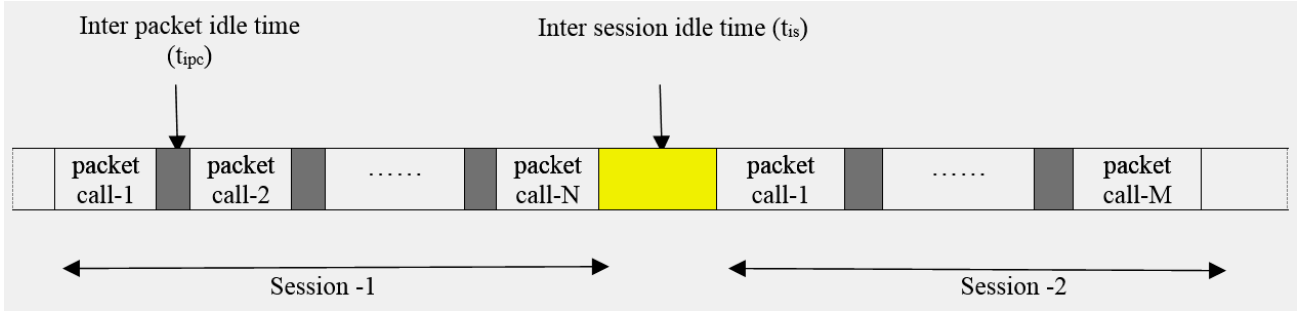 Inter packet idle time
(tipc)
Inter session idle time (tis)
packet
call-1
packet
call-2
......
packet
call-N
packet
call-1
......
packet
call-M
Session -1
Session -2